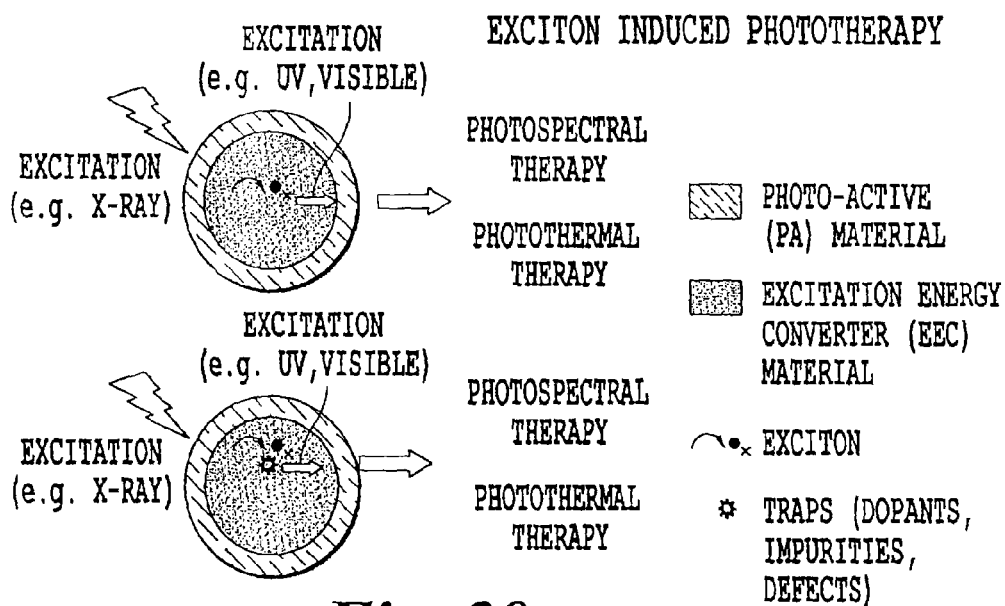 EXCITON INDUCED PHOTOTHERAPY
EXCITATION
(e.g. UV,VISIBLE)
EXCITATION
(e.g. X-RAY)
PHOTOSPECTRAL
THERAPY
PHOTOTHERMAL
THERAPY
EXCITATION
(e.g. UV,VISIBLE)
EXCITATION
(e.g. X-RAY)
PHOTOSPECTRAL
THERAPY
PHOTOTHERMAL
THERAPY
PHOTO-ACTIVE
(PA) MATERIAL
EXCITATION ENERGY
CONVERTER (EEC)
MATERIAL
EXCITON
TRAPS (DOPANTS,
IMPURITIES,
DEFECTS)